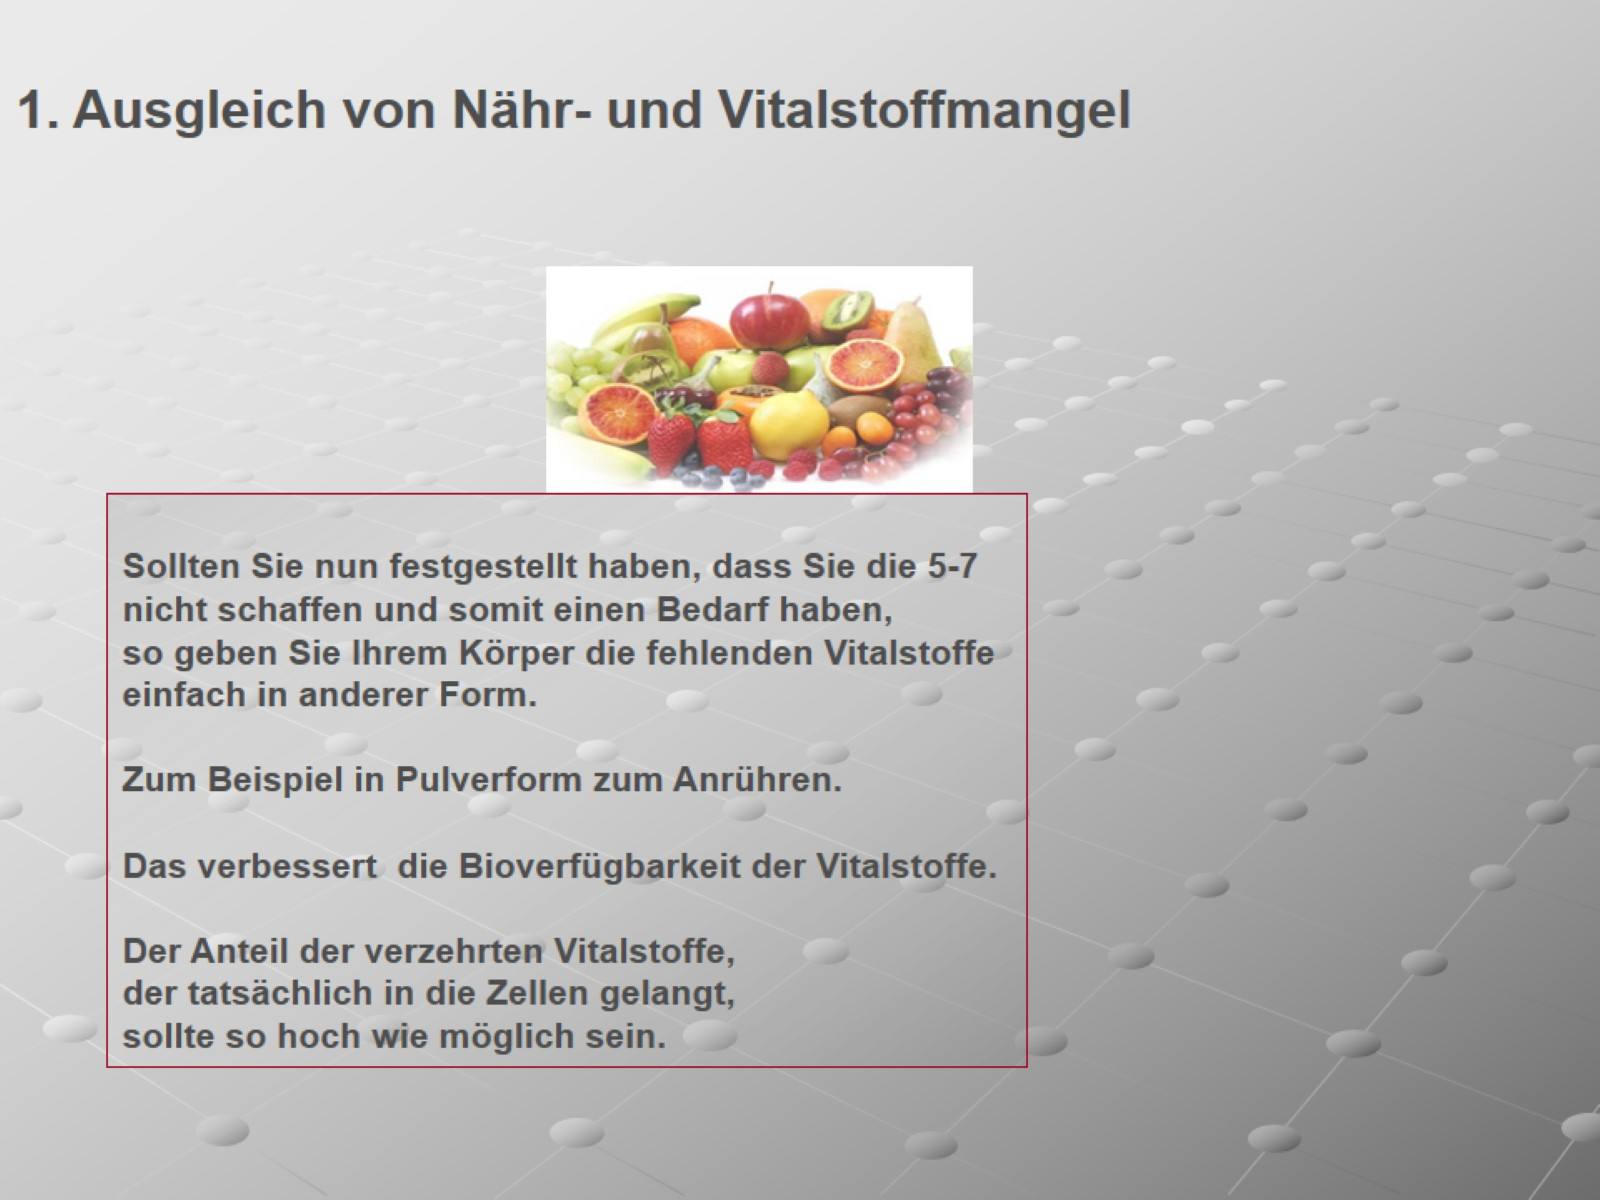 1. Ausgleich von Nähr- und Vitalstoffmangel
Sollten Sie nun festgestellt haben, dass Sie die 5-7
nicht schaffen und somit einen Bedarf haben,
so geben Sie Ihrem Körper die fehlenden Vitalstoffe
einfach in anderer Form.
Zum Beispiel in Pulverform zum Anrühren.
Das verbessert  die Bioverfügbarkeit der Vitalstoffe.
Der Anteil der verzehrten Vitalstoffe,
der tatsächlich in die Zellen gelangt,
sollte so hoch wie möglich sein.